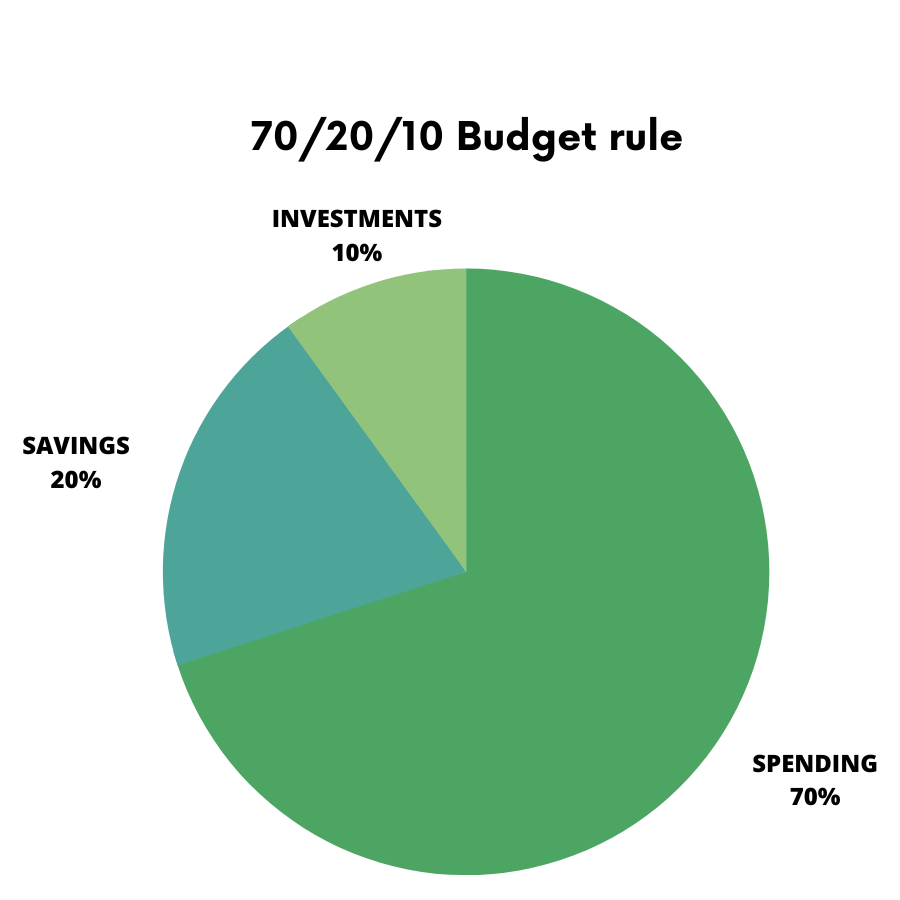 70/20/10 Budget rule
INVESTMENTS
10%
SAVINGS
20%
SPENDING
70%